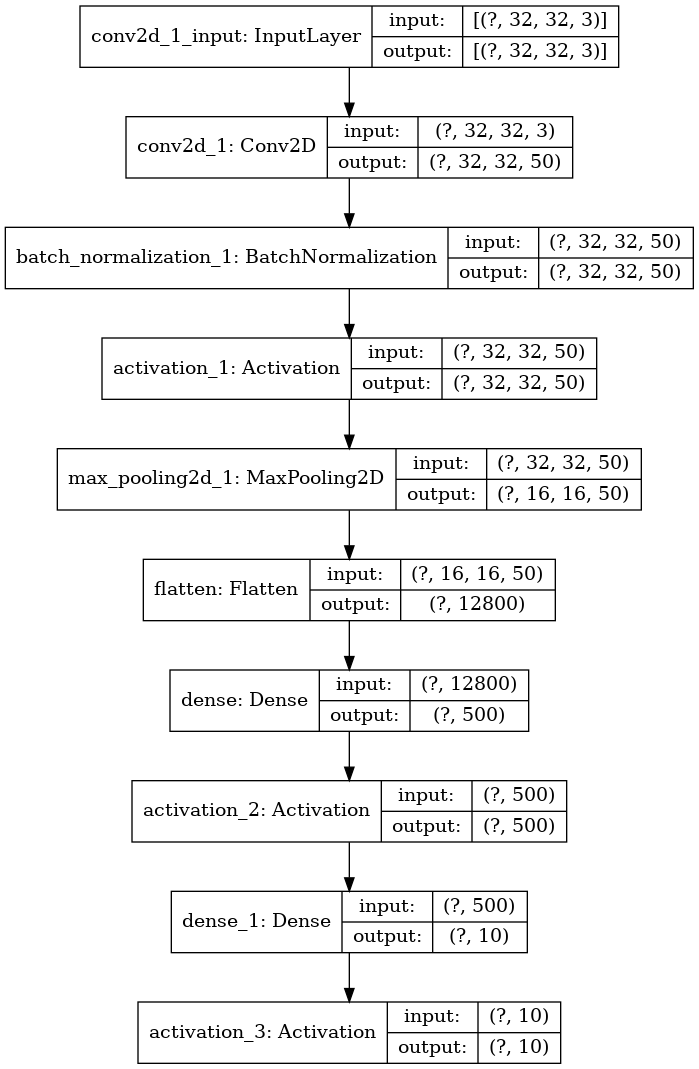 conv2d_1_input: InputLayer
input: [(?, 32, 32, 3)]
output: [(?, 32, 32, 3)]
conv2d_1: Conv2D
input: (?, 32, 32, 3)
output: (?, 32, 32, 50)
batch_normalization_1: BatchNormalization
input: (?, 32, 32, 50)
output: (?, 32, 32, 50)
activation_1: Activation
input: (?, 32, 32, 50)
output: (?, 32, 32, 50)
max_pooling2d_1: MaxPooling2D
input: (?, 32, 32, 50)
output: (?, 16, 16, 50)
flatten: Flatten
input: (?, 16, 16, 50)
output: (?, 12800)
dense: Dense
input: (?, 12800)
output: (?, 500)
activation_2: Activation
input: (?, 500)
output: (?, 500)
dense_1: Dense
input: (?, 500)
output: (?, 10)
activation_3: Activation
input: (?, 10)
output: (?, 10)